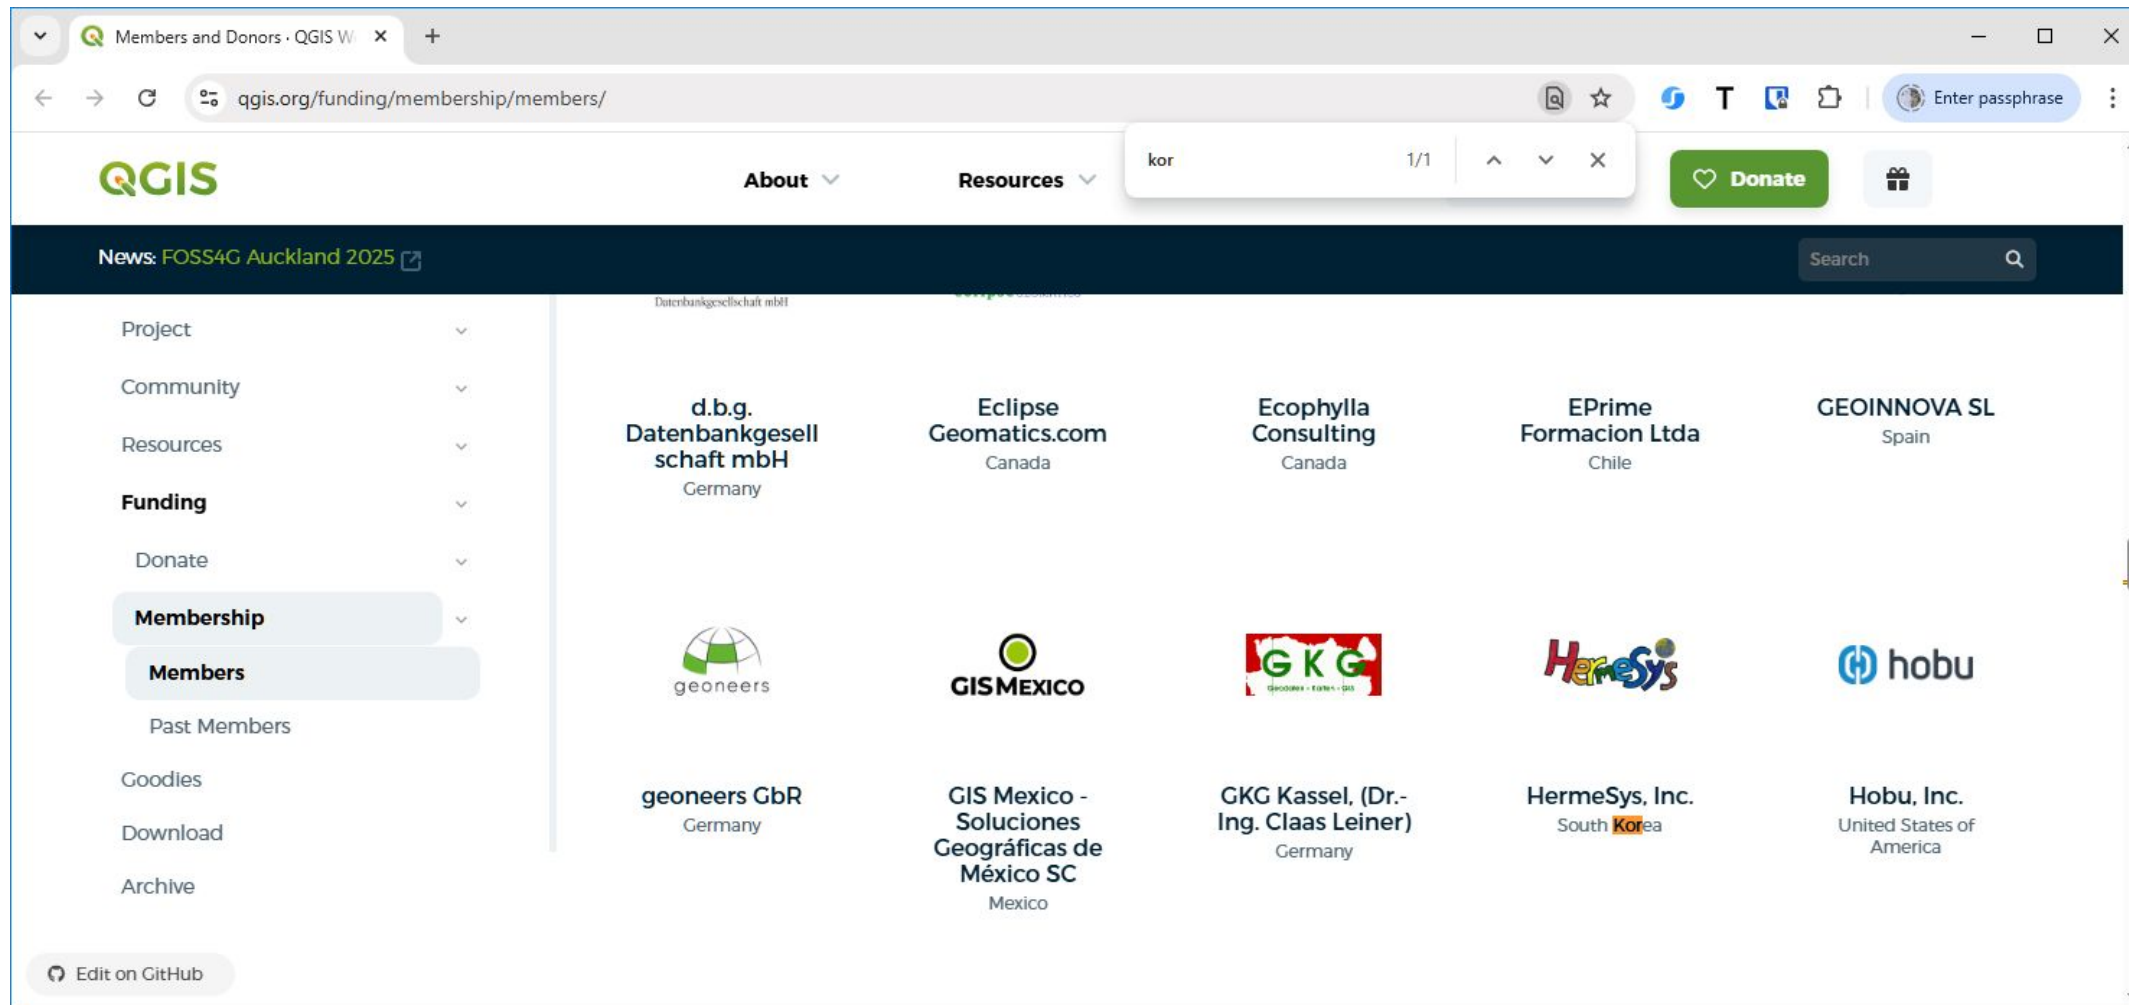 Members and Donors · QGIS W
qgis.org/funding/membership/members/
Enter passphrase
kor
1/1
QGIS
About
Resources
Donate
News: FOSS4G Auckland 2025
Search
Project
Community
Resources
Funding
Donate
Membership
Members
Past Members
Goodies
Download
Archive
Edit on GitHub
Datenbankgesellschaft mbH
d.b.g.
Datenbankgesell
schaft mbH
Germany
Eclipse
Geomatics.com
Canada
Ecophylla
Consulting
Canada
EPrime
Formacion Ltda
Chile
GEOINNOVA SL
Spain
geoneers
geoneers GbR
Germany
GISMEXICO
GIS Mexico -
Soluciones
Geográficas de
México SC
Mexico
GKG
Geodaten - Karten - GIS
GKG Kassel, (Dr.-
Ing. Claas Leiner)
Germany
HermeSys
HermeSys, Inc.
South Korea
hobu
Hobu, Inc.
United States of
America